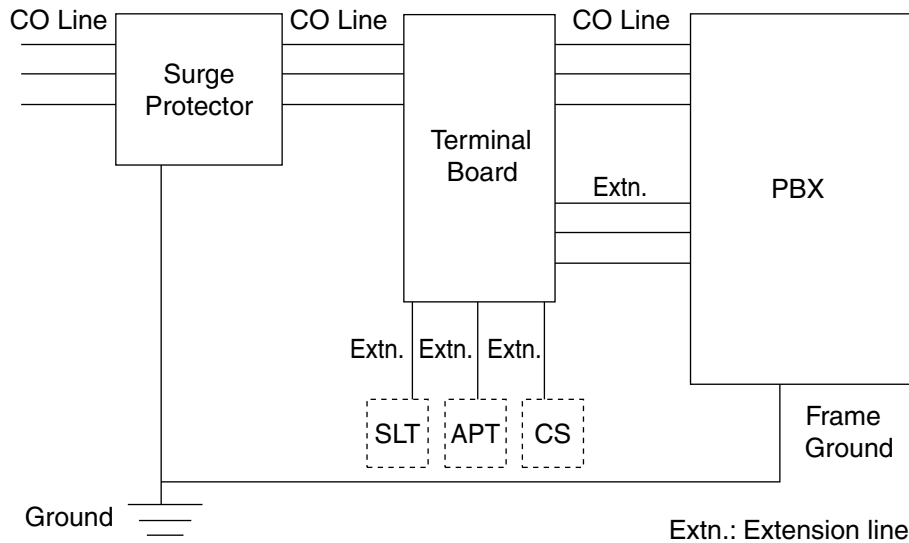 CO Line
CO Line
CO Line
Surge
Protector
Terminal
Board
Extn.
PBX
Extn.
Extn.
Extn.
SLT
APT
CS
Frame
Ground
Ground
Extn.: Extension line